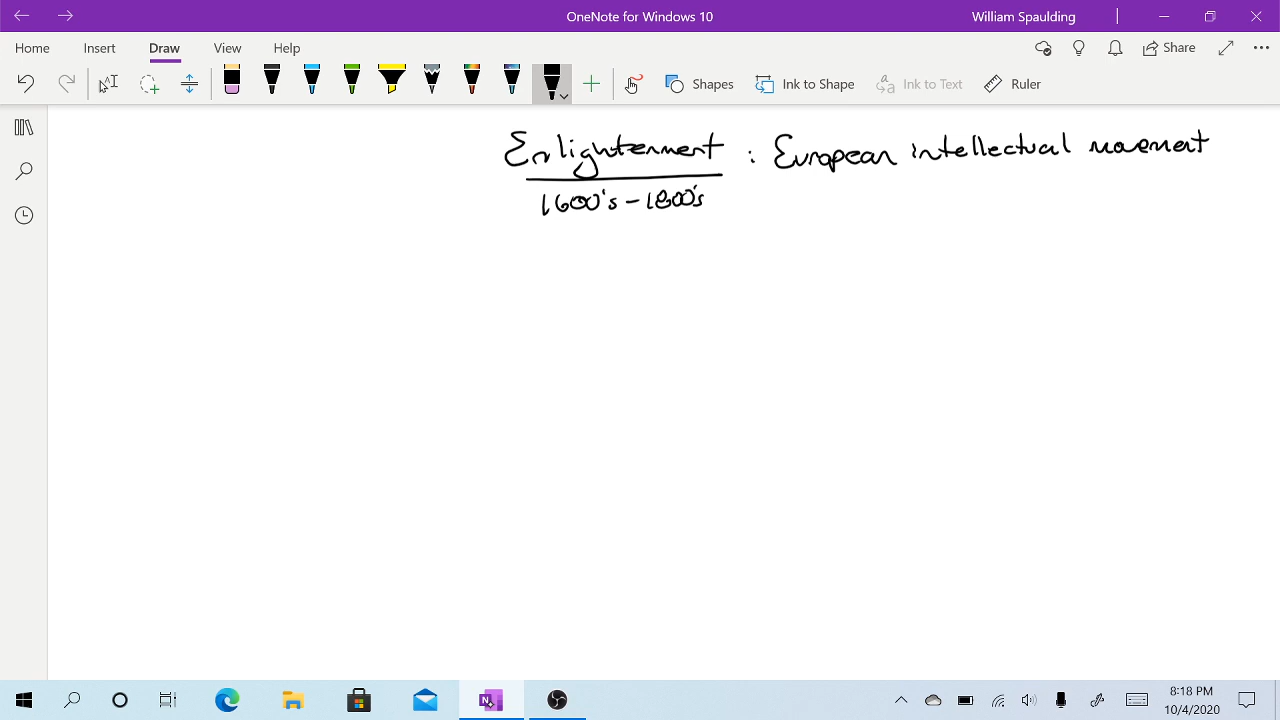 OneNote for Windows 10
William Spaulding
Home Insert Draw View Help
Share
Shapes Ink to Shape Ink to Text Ruler
Enlightenment : European intellectual movement
1600's - 1800's
8:18 PM
10/4/2020